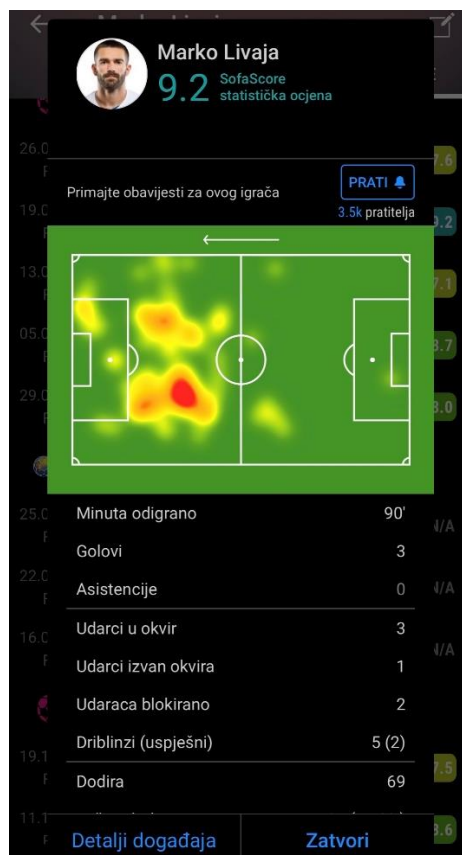 Marko Livaja
9.2 SofaScore
statistička ocjena
Primajte obavijesti za ovog igrača
PRATI
3.5k pratitelja
Minuta odigrano 90'
Golovi 3
Asistencije 0
Udarci u okvir 3
Udarci izvan okvira 1
Udaraca blokirano 2
Driblinzi (uspješni) 5 (2)
Dodira 69
Detalji događaja Zatvori